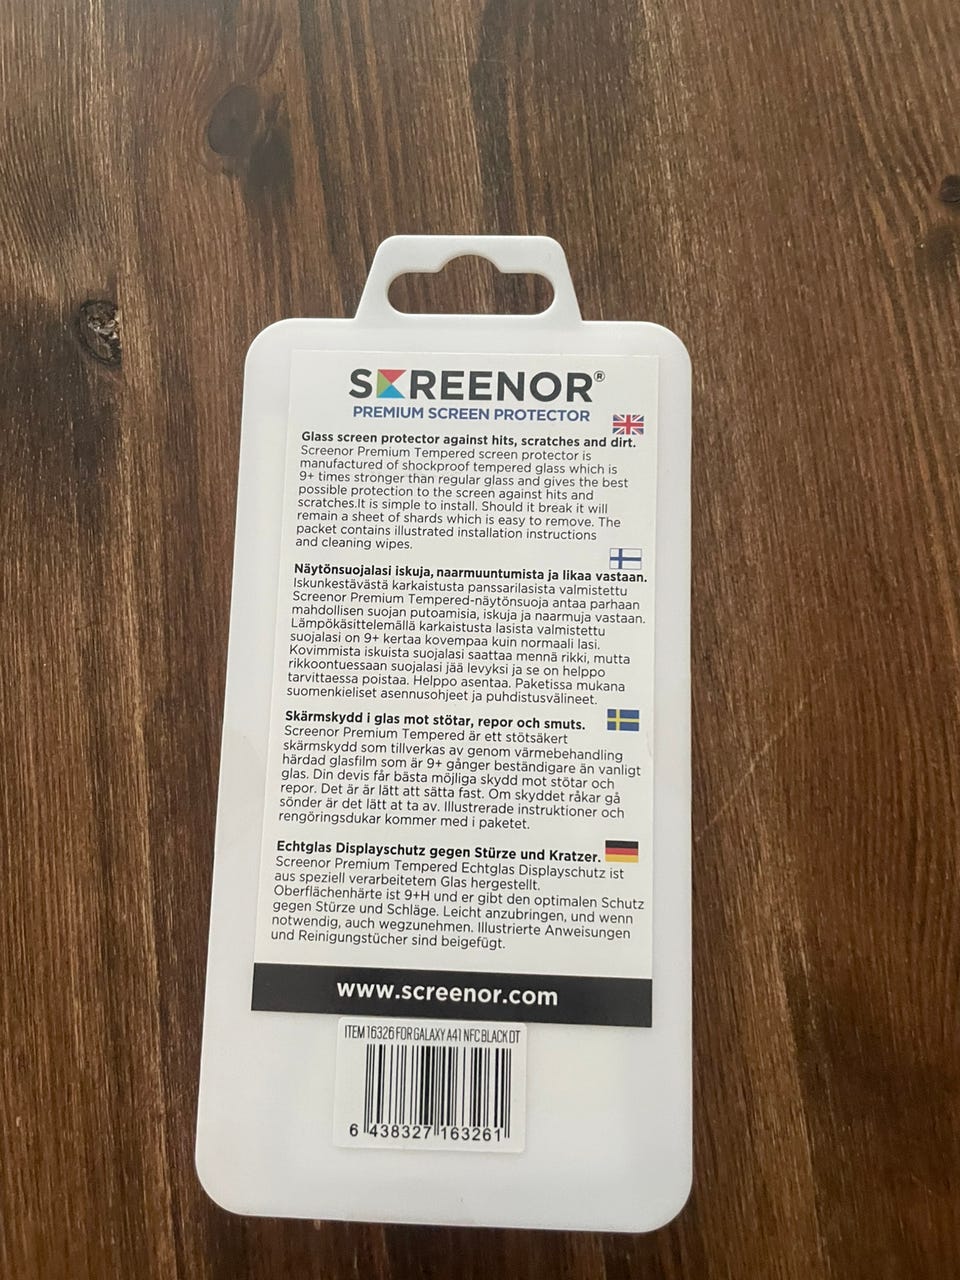 SCREENOR®
PREMIUM SCREEN PROTECTOR
Glass screen protector against hits, scratches and dirt.
Screenor Premium Tempered screen protector is
manufactured of shockproof tempered glass which is
9+ times stronger than regular glass and gives the best
possible protection to the screen against hits and
scratches.It is simple to install. Should it break it will
remain a sheet of shards which is easy to remove. The
packet contains illustrated installation instructions
and cleaning wipes.
Näytönsuojalasi iskuja, naarmuuntumista ja likaa vastaan.
Iskunkestävästä karkaistusta panssarilasista valmistettu
Screenor Premium Tempered-näytönsuoja antaa parhaan
mahdollisen suojan putoamisia, iskuja ja naarmuja vastaan.
Lämpökäsittelemällä karkaistusta lasista valmistettu
suojalasi on 9+ kertaa kovempaa kuin normaali lasi.
Kovimmista iskuista suojalasi saattaa mennä rikki, mutta
rikkoontuessaan suojalasi jää levyksi ja se on helppo
tarvittaessa poistaa. Helppo asentaa. Paketissa mukana
suomenkieliset asennusohjeet ja puhdistusvälineet.
Skärmskydd i glas mot stötar, repor och smuts.
Screenor Premium Tempered är ett stötsäkert
skärmskydd som tillverkas av genom värmebehandling
härdad glasfilm som är 9+ gånger beständigare än vanligt
glas. Din devis får bästa möjliga skydd mot stötar och
repor. Det är är lätt att sätta fast. Om skyddet råkar gå
sönder är det lätt at ta av. Illustrerade instruktioner och
rengöringsdukar kommer med i paketet.
Echtglas Displayschutz gegen Stürze und Kratzer.
Screenor Premium Tempered Echtglas Displayschutz ist
aus speziell verarbeitetem Glas hergestellt.
Oberflächenhärte ist 9+H und er gibt den optimalen Schutz
gegen Stürze und Schläge. Leicht anzubringen, und wenn
notwendig, auch wegzunehmen. Illustrierte Anweisungen
und Reinigungstücher sind beigefügt.
www.screenor.com
ITEM 16326 FOR GALAXY A41 NFC BLACK DT
6 438327 163261